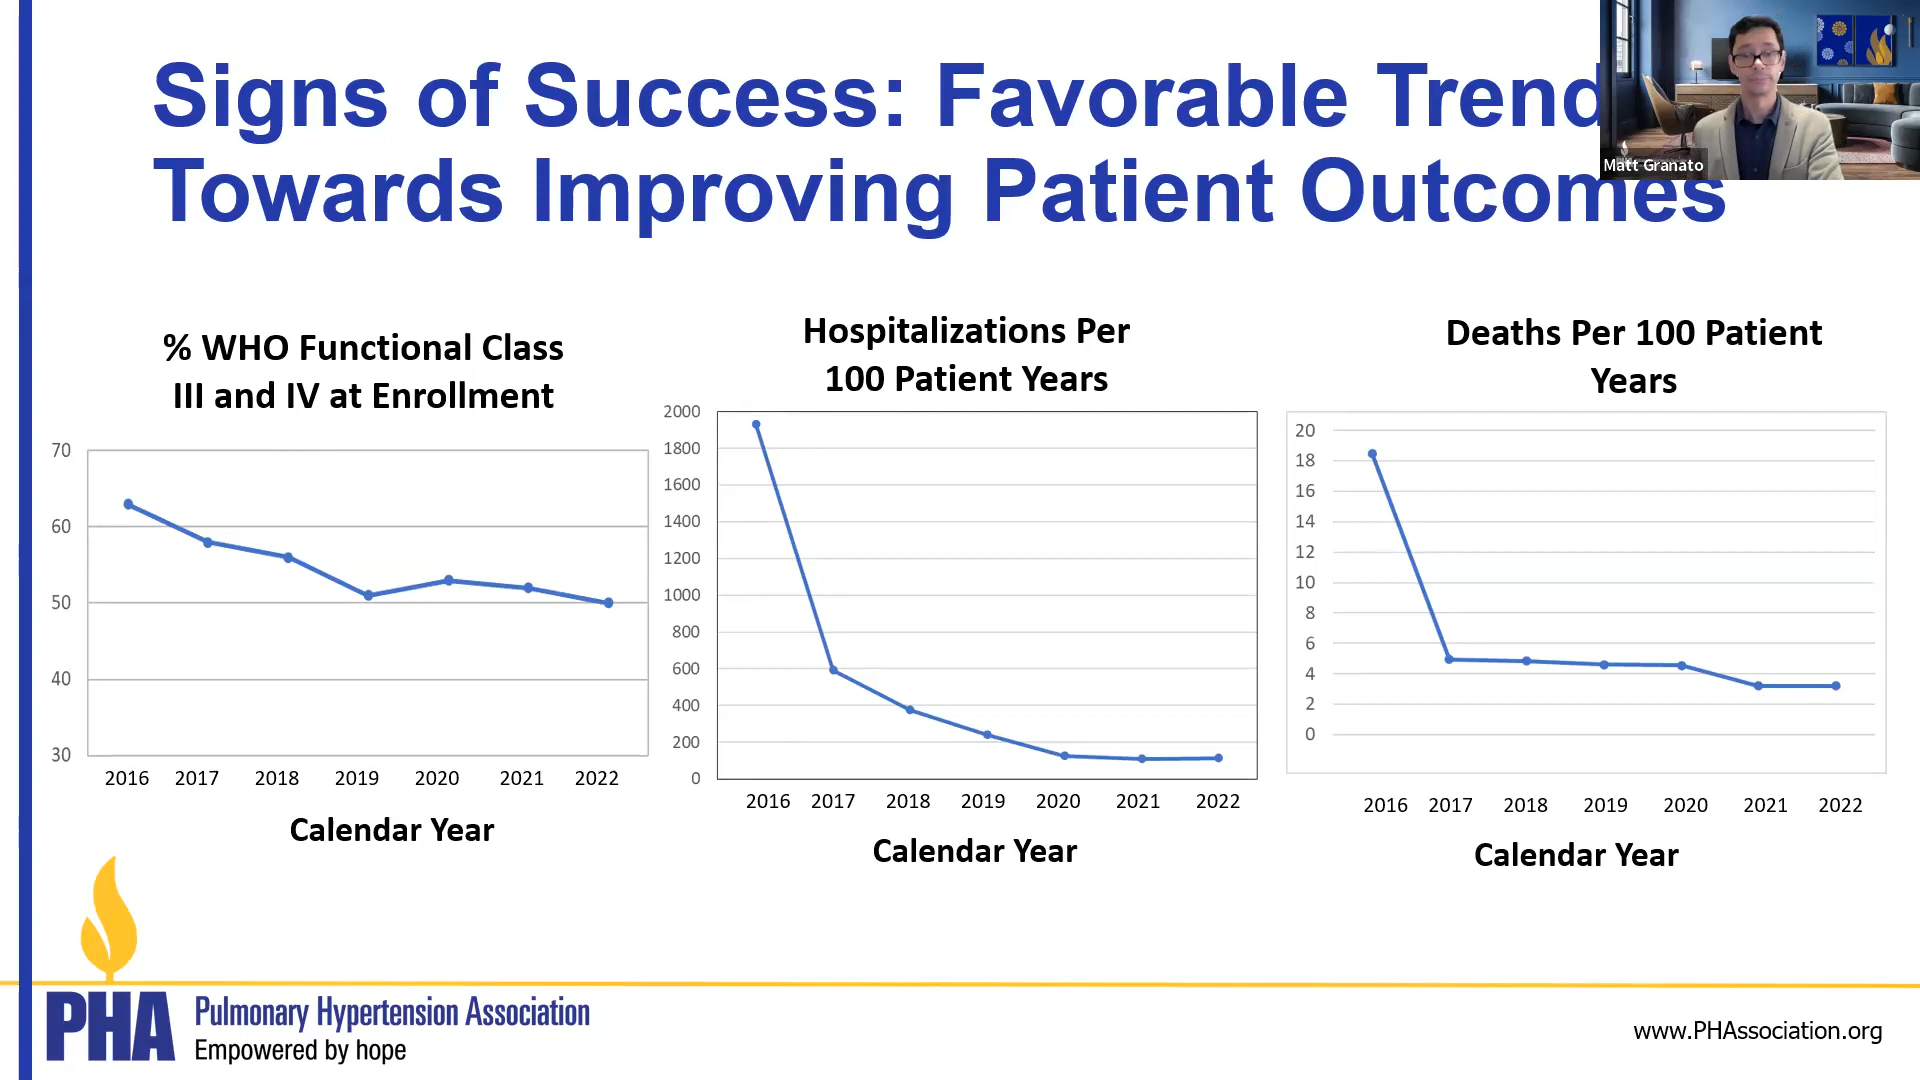 Signs of Success: Favorable Trend
Towards Improving Patient Outcomes
Matt Granato
% WHO Functional Class
III and IV at Enrollment
70
60
50
40
30
2016 2017 2018 2019 2020 2021 2022
Calendar Year
Hospitalizations Per
100 Patient Years
2000
1800
1600
1400
1200
1000
800
600
400
200
0
2016 2017 2018 2019 2020 2021 2022
Calendar Year
Deaths Per 100 Patient
Years
20
18
16
14
12
10
8
6
4
2
0
2016 2017 2018 2019 2020 2021 2022
Calendar Year
PHA
Pulmonary Hypertension Association
Empowered by hope
www.PHAssociation.org